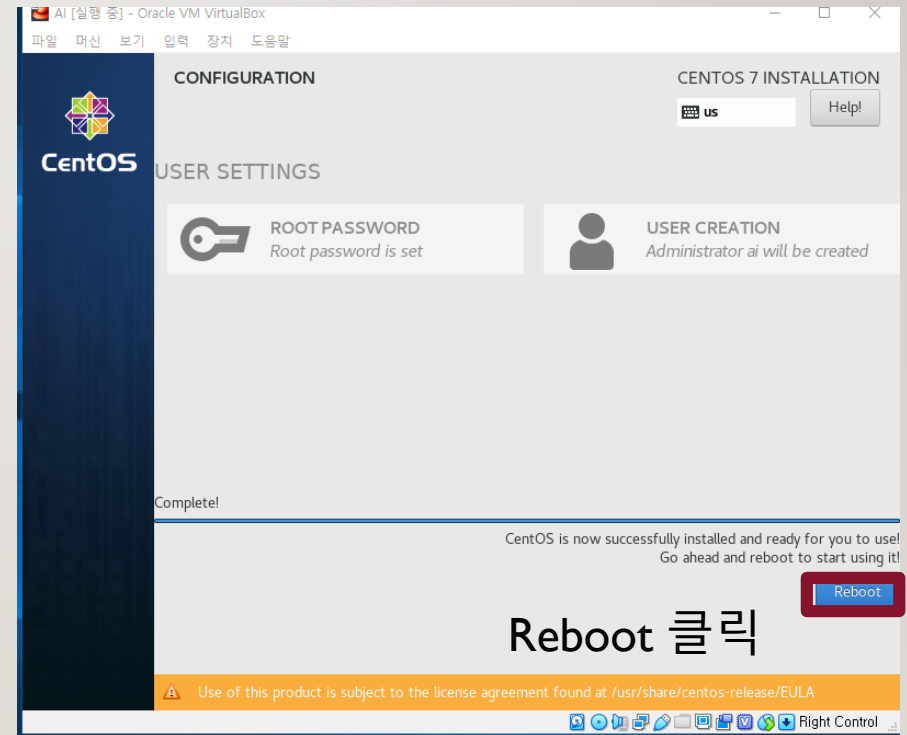 AI [실행 중] - Oracle VM VirtualBox
파일 머신 보기 입력 장치 도움말
CONFIGURATION
CENTOS 7 INSTALLATION
us
Help!
CentOS
USER SETTINGS
ROOT PASSWORD
Root password is set
USER CREATION
Administrator ai will be created
Complete!
CentOS is now successfully installed and ready for you to use!
Go ahead and reboot to start using it!
Reboot
Reboot 클릭
Use of this product is subject to the license agreement found at /usr/share/centos-release/EULA
Right Control